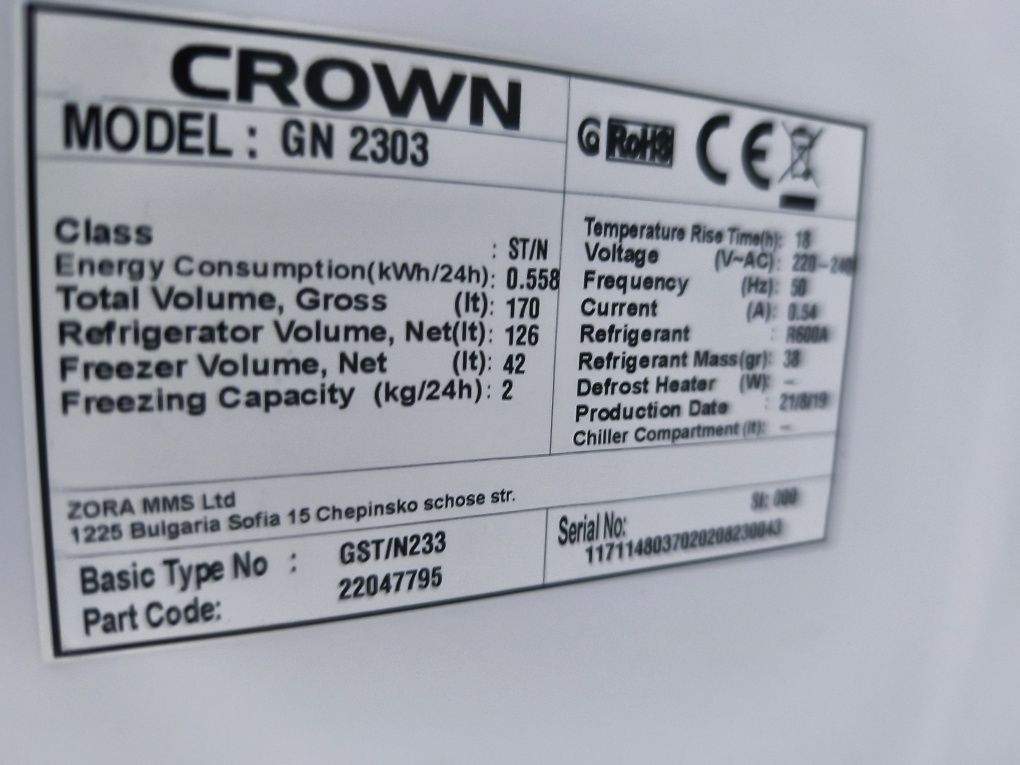 CROWN
MODEL : GN 2303
RoHS CE
Class : ST/N
Energy Consumption(kWh/24h): 0.558
Total Volume, Gross (lt): 170
Refrigerator Volume, Net(lt): 126
Freezer Volume, Net (lt): 42
Freezing Capacity (kg/24h): 2
Temperature Rise Time(h): 18
Voltage (V~AC): 220-240
Frequency (Hz): 50
Current (A): 0.54
Refrigerant : R600A
Refrigerant Mass(gr): 38
Defrost Heater (W): -
Production Date : 21/8/19
Chiller Compartment (lt): -
ZORA MMS Ltd
1225 Bulgaria Sofia 15 Chepinsko schose str.
Basic Type No : GST/N233
Part Code: 22047795
Serial No: